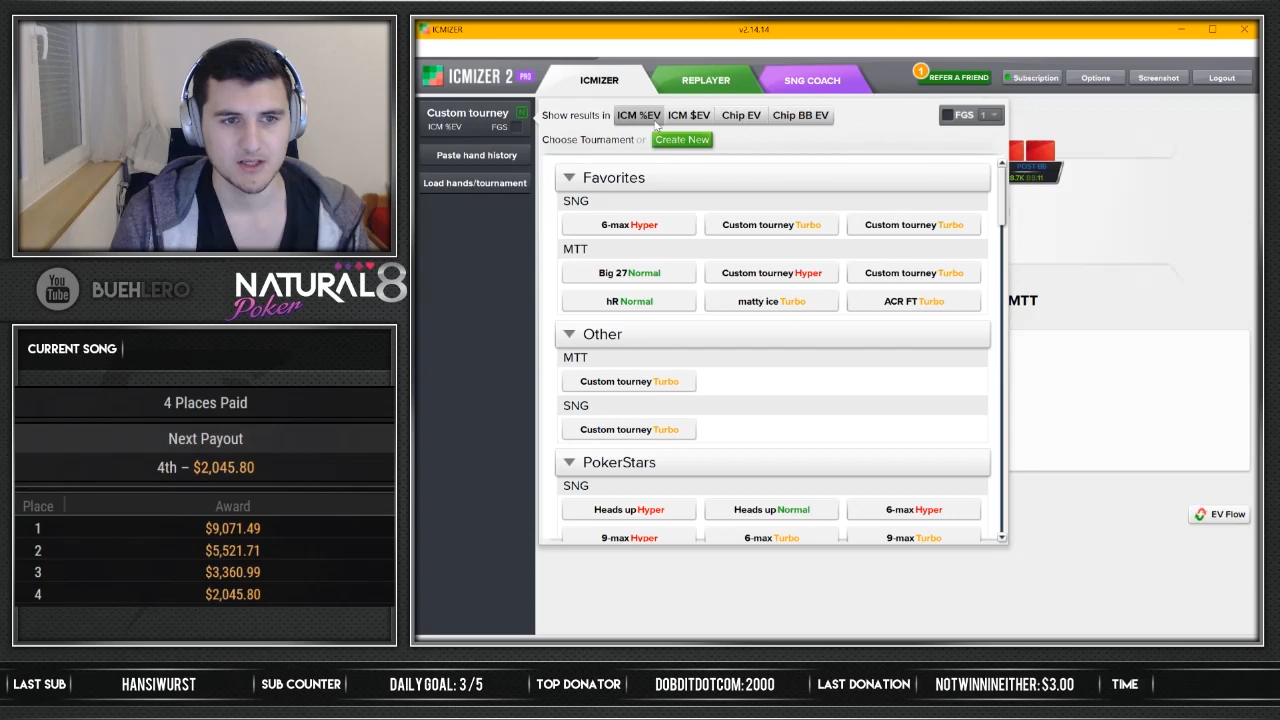 ICMIZER
v2.14.14
ICMIZER 2 PRO
ICMIZER
REPLAYER
SNG COACH
1
REFER A FRIEND
Subscription
Options
Screenshot
Logout
Custom tourney N
ICM %EV FGS
Paste hand history
Load hands/tournament
Show results in ICM %EV ICM $EV Chip EV Chip BB EV
FGS 1
Choose Tournament or Create New
Favorites
SNG
6-max Hyper Custom tourney Turbo Custom tourney Turbo
MTT
Big 27 Normal Custom tourney Hyper Custom tourney Turbo
hR Normal matty ice Turbo ACR FT Turbo
Other
MTT
Custom tourney Turbo
SNG
Custom tourney Turbo
PokerStars
SNG
Heads up Hyper Heads up Normal 6-max Hyper
9-max Hyper 6-max Turbo 9-max Turbo
POST BB
MTT
EV Flow
You Tube
BUEHLERO
NATURAL8
Poker
CURRENT SONG
4 Places Paid
Next Payout
4th – $2,045.80
Place Award
1 $9,071.49
2 $5,521.71
3 $3,360.99
4 $2,045.80
LAST SUB HANSIWURST SUB COUNTER DAILY GOAL: 3 / 5 TOP DONATOR DOBDITDOTCOM: 2000 LAST DONATION NOTWINNINEITHER: $3.00 TIME